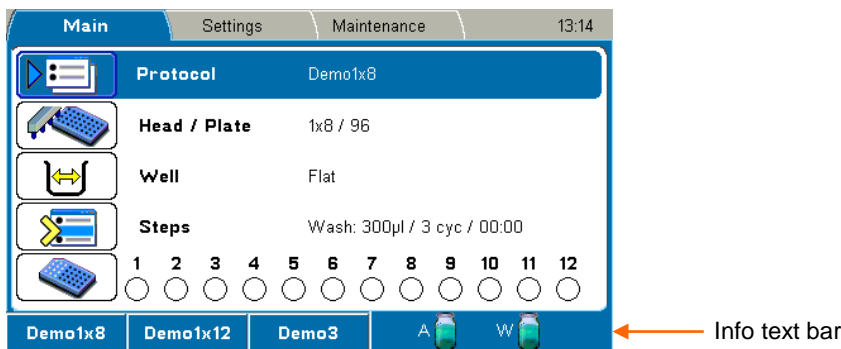 Main Settings Maintenance 13:14
Protocol Demo1x8
Head / Plate 1x8 / 96
Well Flat
Steps Wash: 300µl / 3 cyc / 00:00
1 2 3 4 5 6 7 8 9 10 11 12
Demo1x8 Demo1x12 Demo3 A W Info text bar